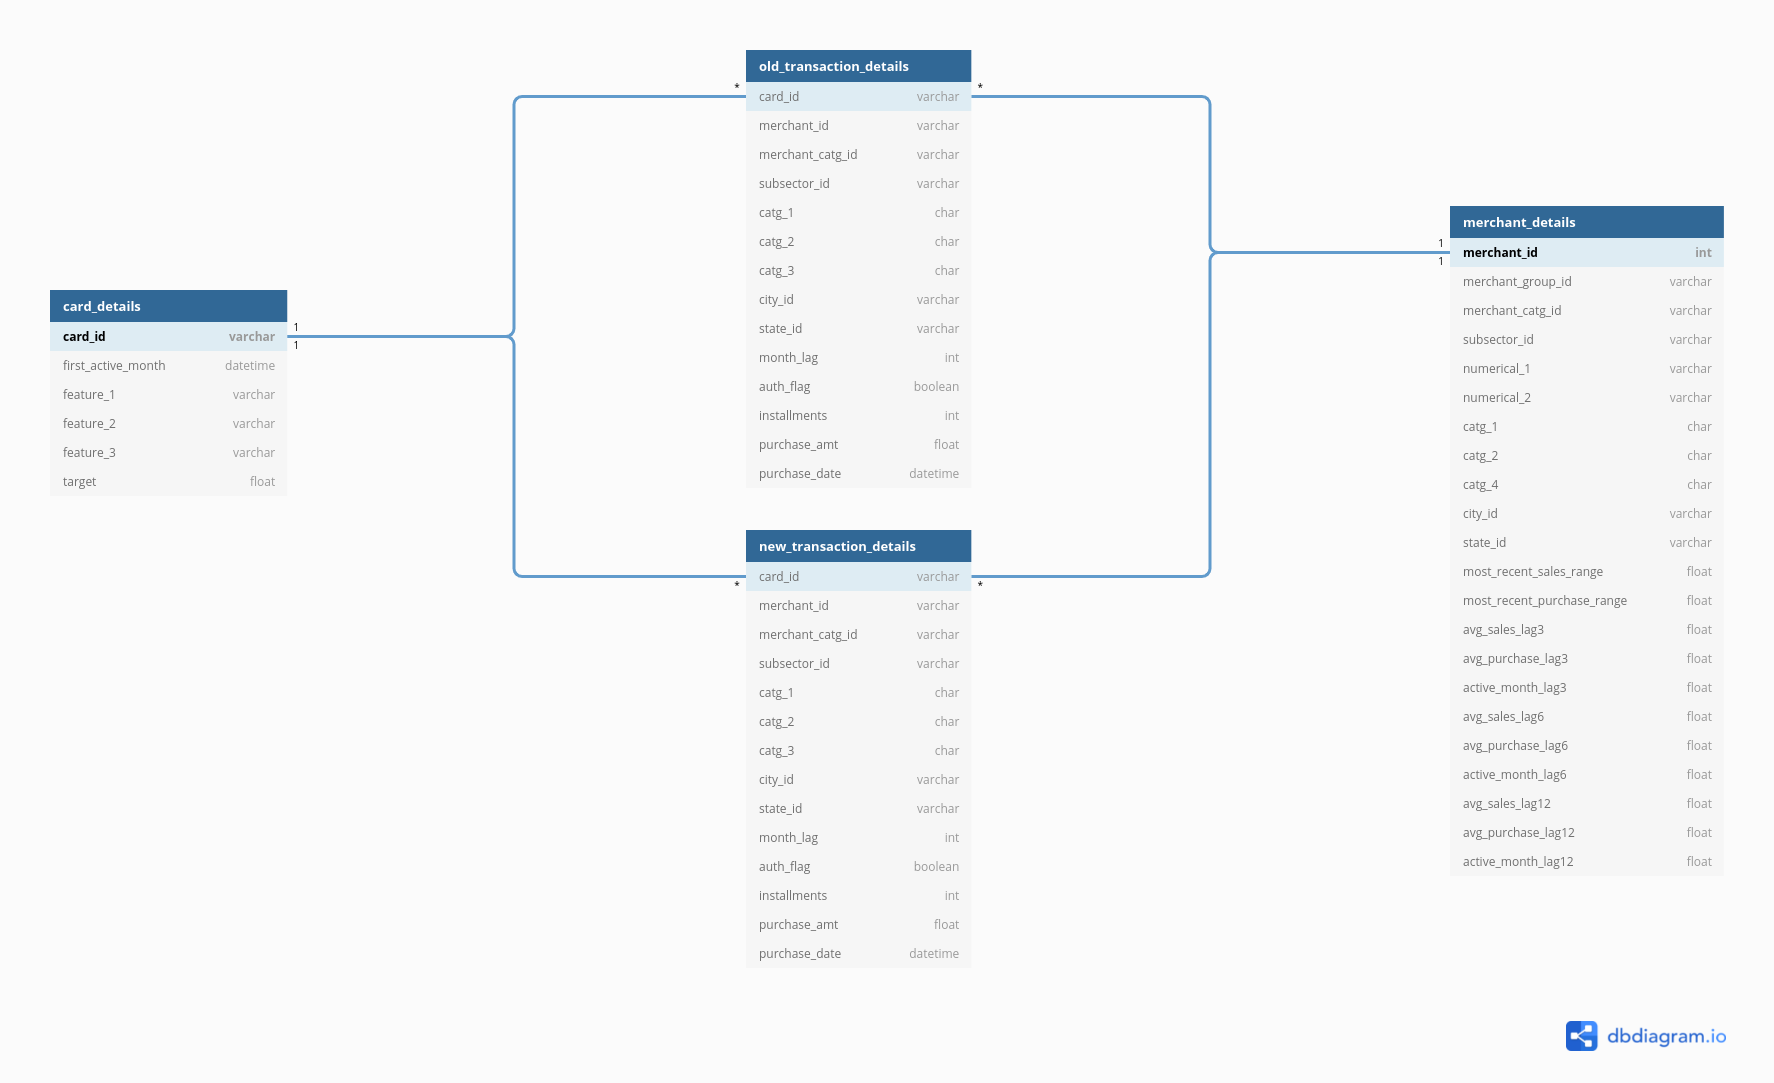 old_transaction_details
* *
card_id varchar
merchant_id varchar
merchant_catg_id varchar
subsector_id varchar
catg_1 char
catg_2 char
catg_3 char
city_id varchar
state_id varchar
month_lag int
auth_flag boolean
installments int
purchase_amt float
purchase_date datetime
card_details
card_id varchar
1
1
first_active_month datetime
feature_1 varchar
feature_2 varchar
feature_3 varchar
target float
new_transaction_details
card_id varchar
* *
merchant_id varchar
merchant_catg_id varchar
subsector_id varchar
catg_1 char
catg_2 char
catg_3 char
city_id varchar
state_id varchar
month_lag int
auth_flag boolean
installments int
purchase_amt float
purchase_date datetime
merchant_details
1
1
merchant_id int
merchant_group_id varchar
merchant_catg_id varchar
subsector_id varchar
numerical_1 varchar
numerical_2 varchar
catg_1 char
catg_2 char
catg_4 char
city_id varchar
state_id varchar
most_recent_sales_range float
most_recent_purchase_range float
avg_sales_lag3 float
avg_purchase_lag3 float
active_month_lag3 float
avg_sales_lag6 float
avg_purchase_lag6 float
active_month_lag6 float
avg_sales_lag12 float
avg_purchase_lag12 float
active_month_lag12 float
dbdiagram.io